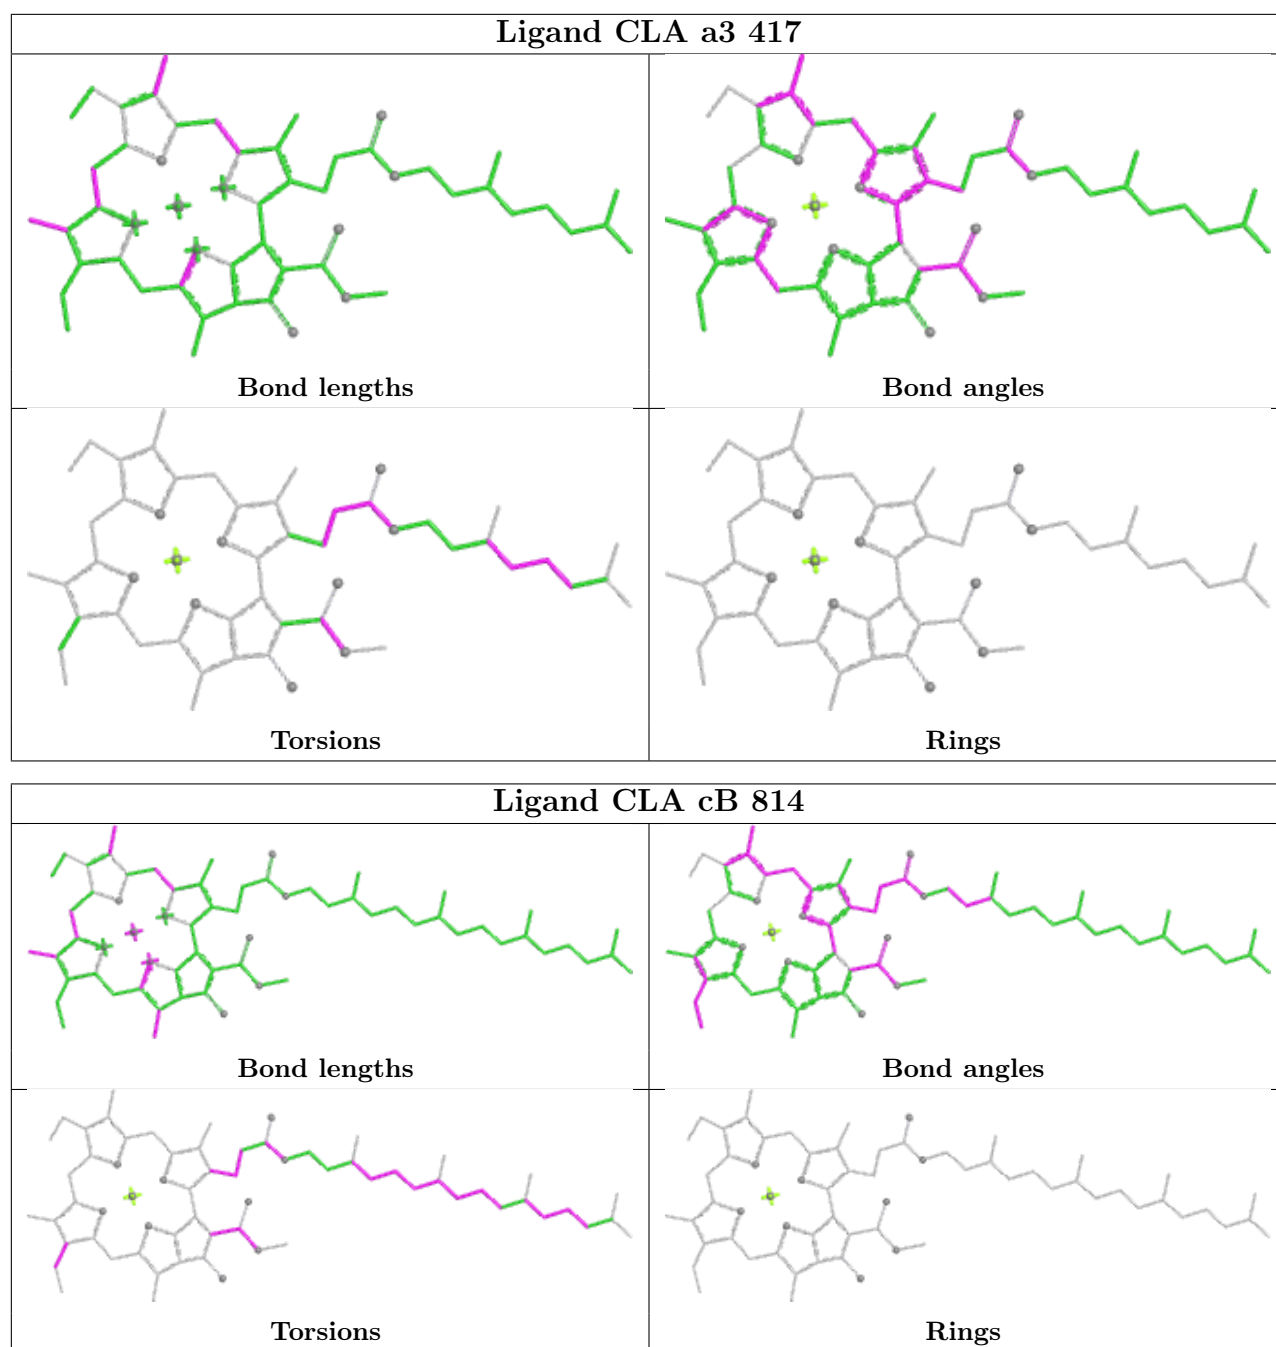 Ligand CLA a3 417
Bond lengths
Bond angles
Torsions
Rings
Ligand CLA cB 814
Bond lengths
Bond angles
Torsions
Rings